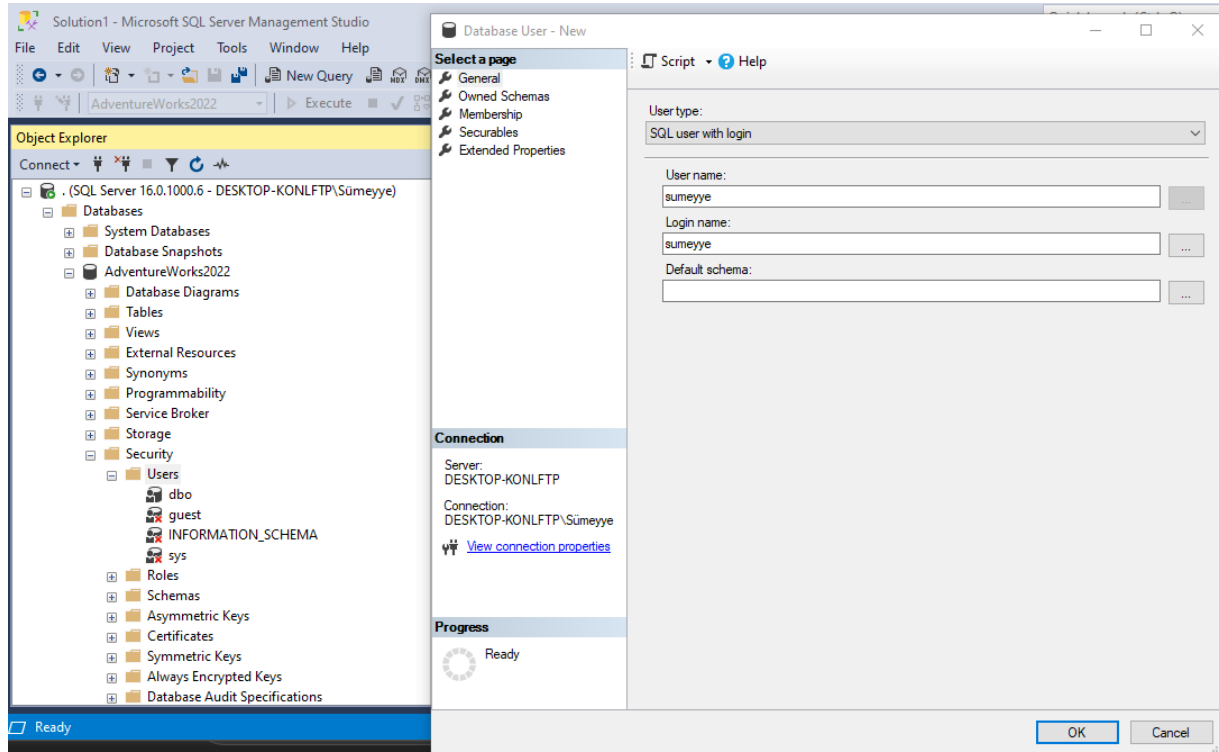 Solution1 - Microsoft SQL Server Management Studio
File Edit View Project Tools Window Help
New Query
AdventureWorks2022
Execute
Object Explorer
Connect
. (SQL Server 16.0.1000.6 - DESKTOP-KONLFTP\Sümeyye)
Databases
System Databases
Database Snapshots
AdventureWorks2022
Database Diagrams
Tables
Views
External Resources
Synonyms
Programmability
Service Broker
Storage
Security
Users
dbo
guest
INFORMATION_SCHEMA
sys
Roles
Schemas
Asymmetric Keys
Certificates
Symmetric Keys
Always Encrypted Keys
Database Audit Specifications
Ready
Database User - New
Select a page
General
Owned Schemas
Membership
Securables
Extended Properties
Connection
Server:
DESKTOP-KONLFTP
Connection:
DESKTOP-KONLFTP\Sümeyye
View connection properties
Progress
Ready
Script Help
User type:
SQL user with login
User name:
sumeyye
...
Login name:
sumeyye
...
Default schema:
...
OK Cancel